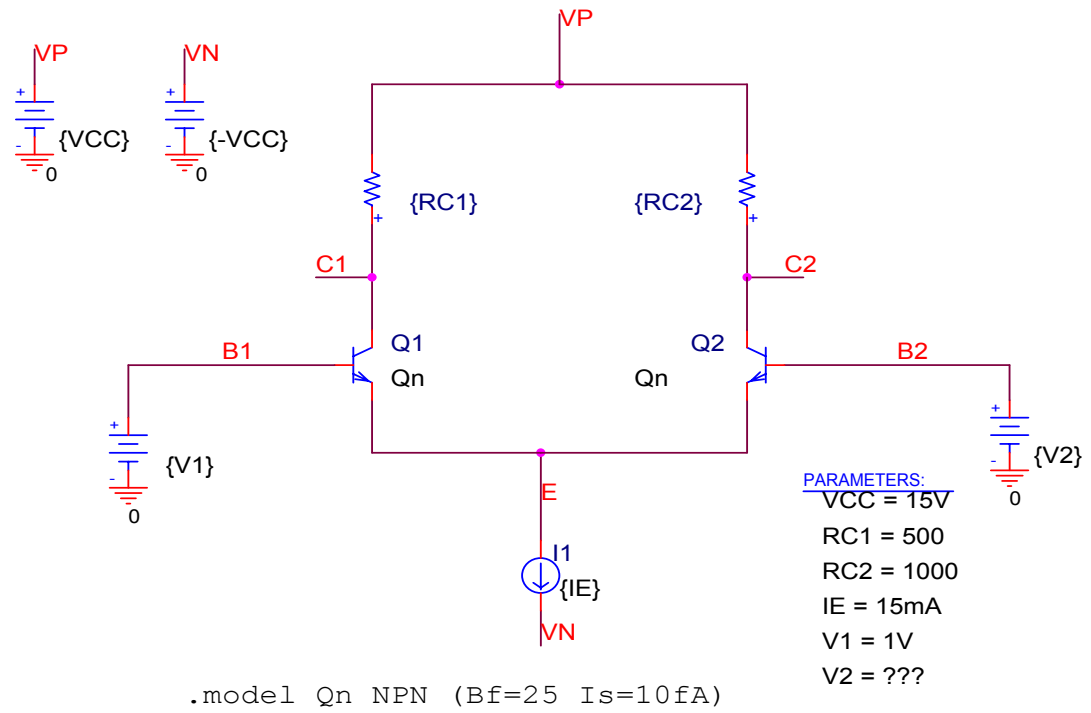 VP
VP
VN
+
+
{VCC}
{-VCC}
-
-
0
0
{RC1}
{RC2}
+
+
C1
C2
Q1
Q2
B1
B2
Qn
Qn
+
+
{V1}
{V2}
-
-
0
0
E
PARAMETERS:
VCC = 15V
RC1 = 500
RC2 = 1000
IE = 15mA
V1 = 1V
V2 = ???
I1
{IE}
VN
.model Qn NPN (Bf=25 Is=10fA)